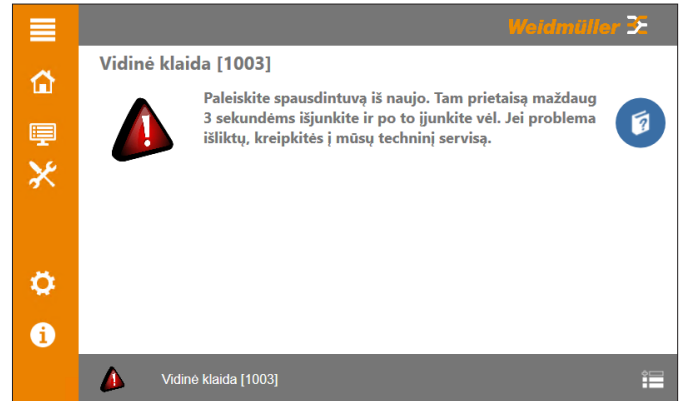 Weidmüller
Vidinė klaida [1003]
Paleiskite spausdintuvą iš naujo. Tam prietaisą maždaug
3 sekundėms išjunkite ir po to įjunkite vėl. Jei problema
išliktų, kreipkitės į mūsų techninį servisą.
Vidinė klaida [1003]